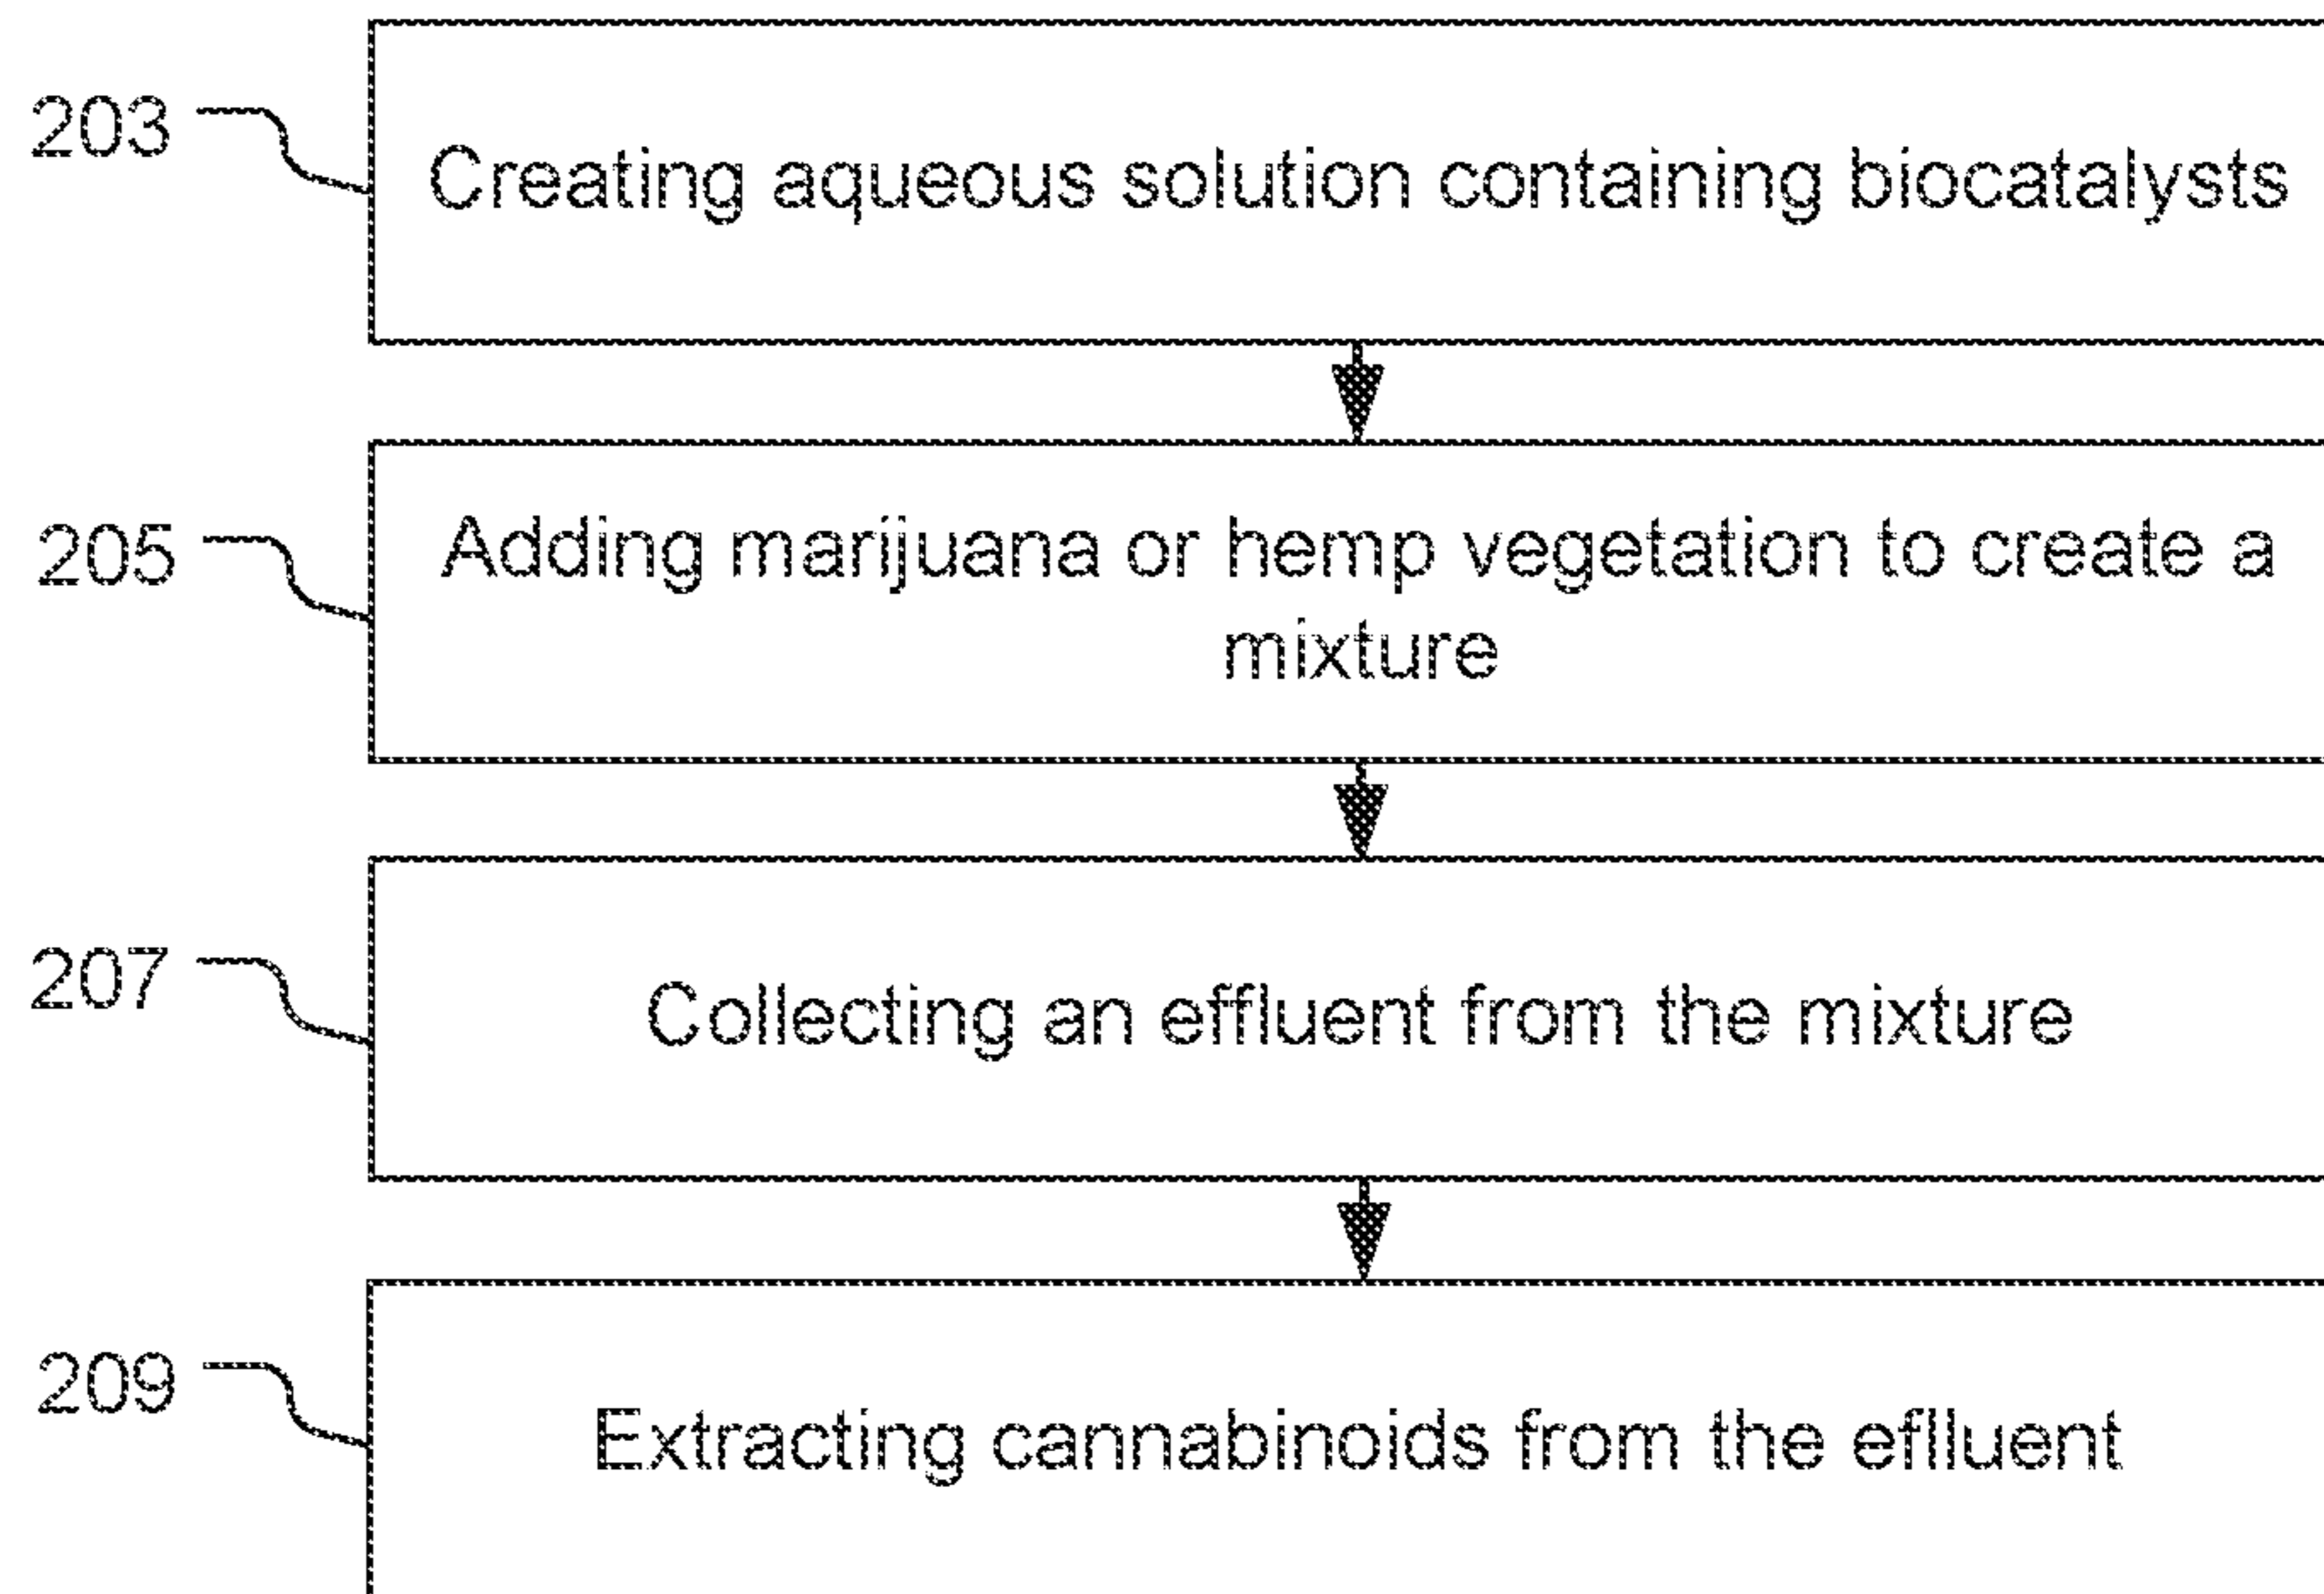 203
Creating aqueous solution containing biocatalysts
205
Adding marijuana or hemp vegetation to create a
mixture
207
Collecting an effluent from the mixture
209
Extracting cannabinoids from the eflluent